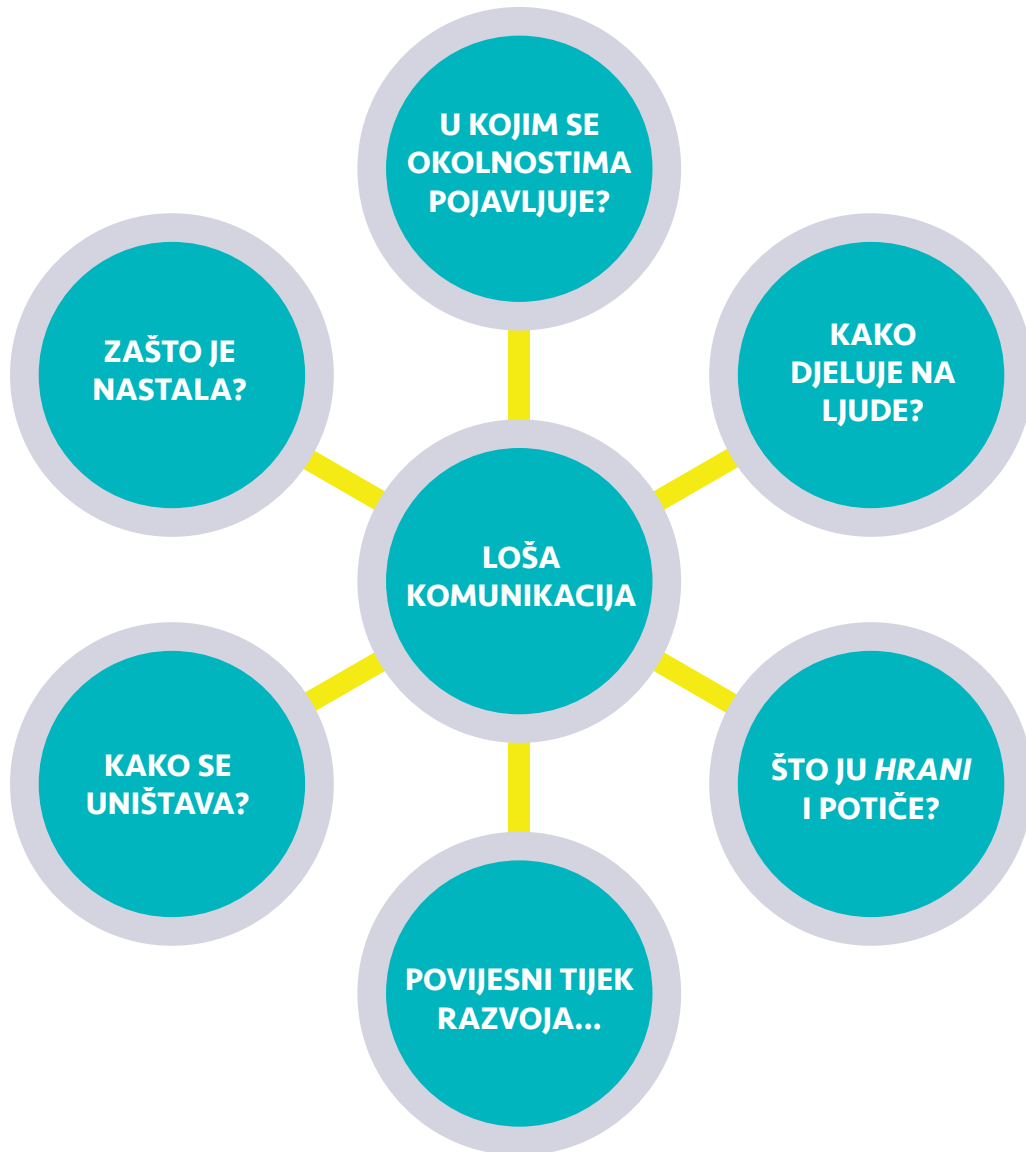 U KOJIM SE
OKOLNOSTIMA
POJAVLJUJE?
ZAŠTO JE
NASTALA?
KAKO
DJELUJE NA
LJUDE?
LOŠA
KOMUNIKACIJA
KAKO SE
UNIŠTAVA?
ŠTO JU HRANI
I POTIČE?
POVIJESNI TIJEK
RAZVOJA...